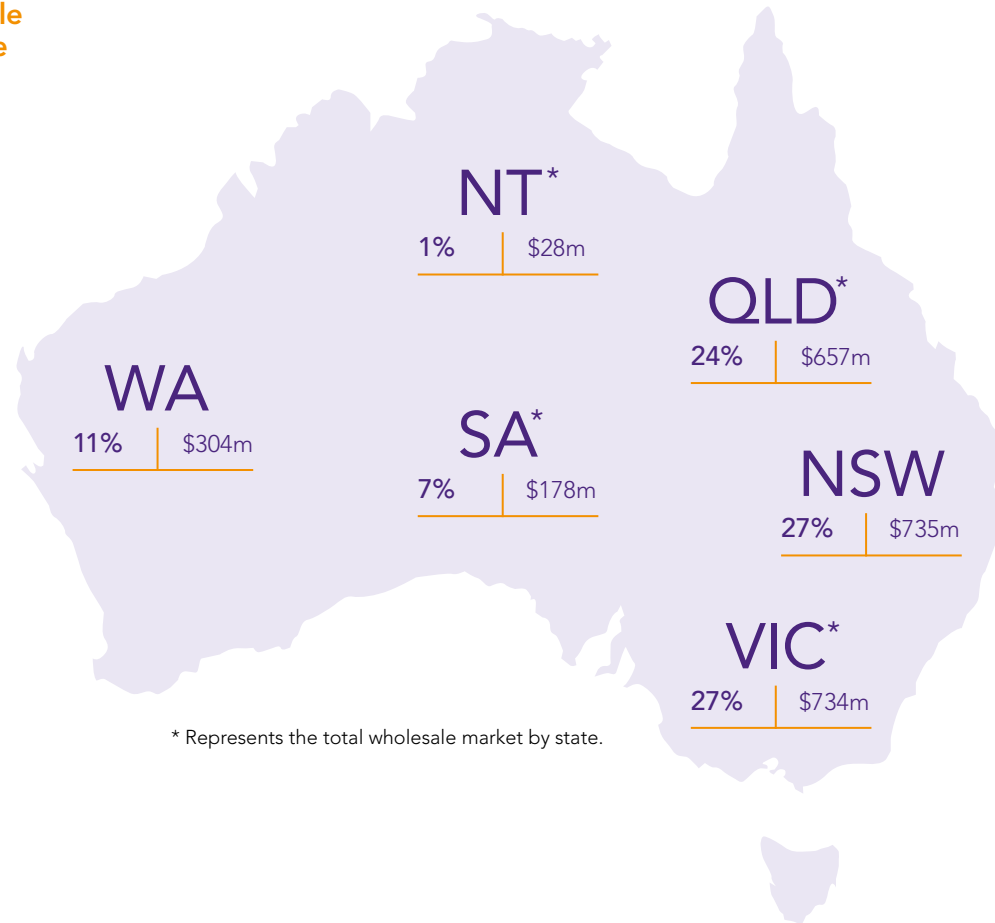 NT*
1% $28m
QLD*
24% $657m
WA
11% $304m
SA*
7% $178m
NSW
27% $735m
VIC*
27% $734m
* Represents the total wholesale market by state.